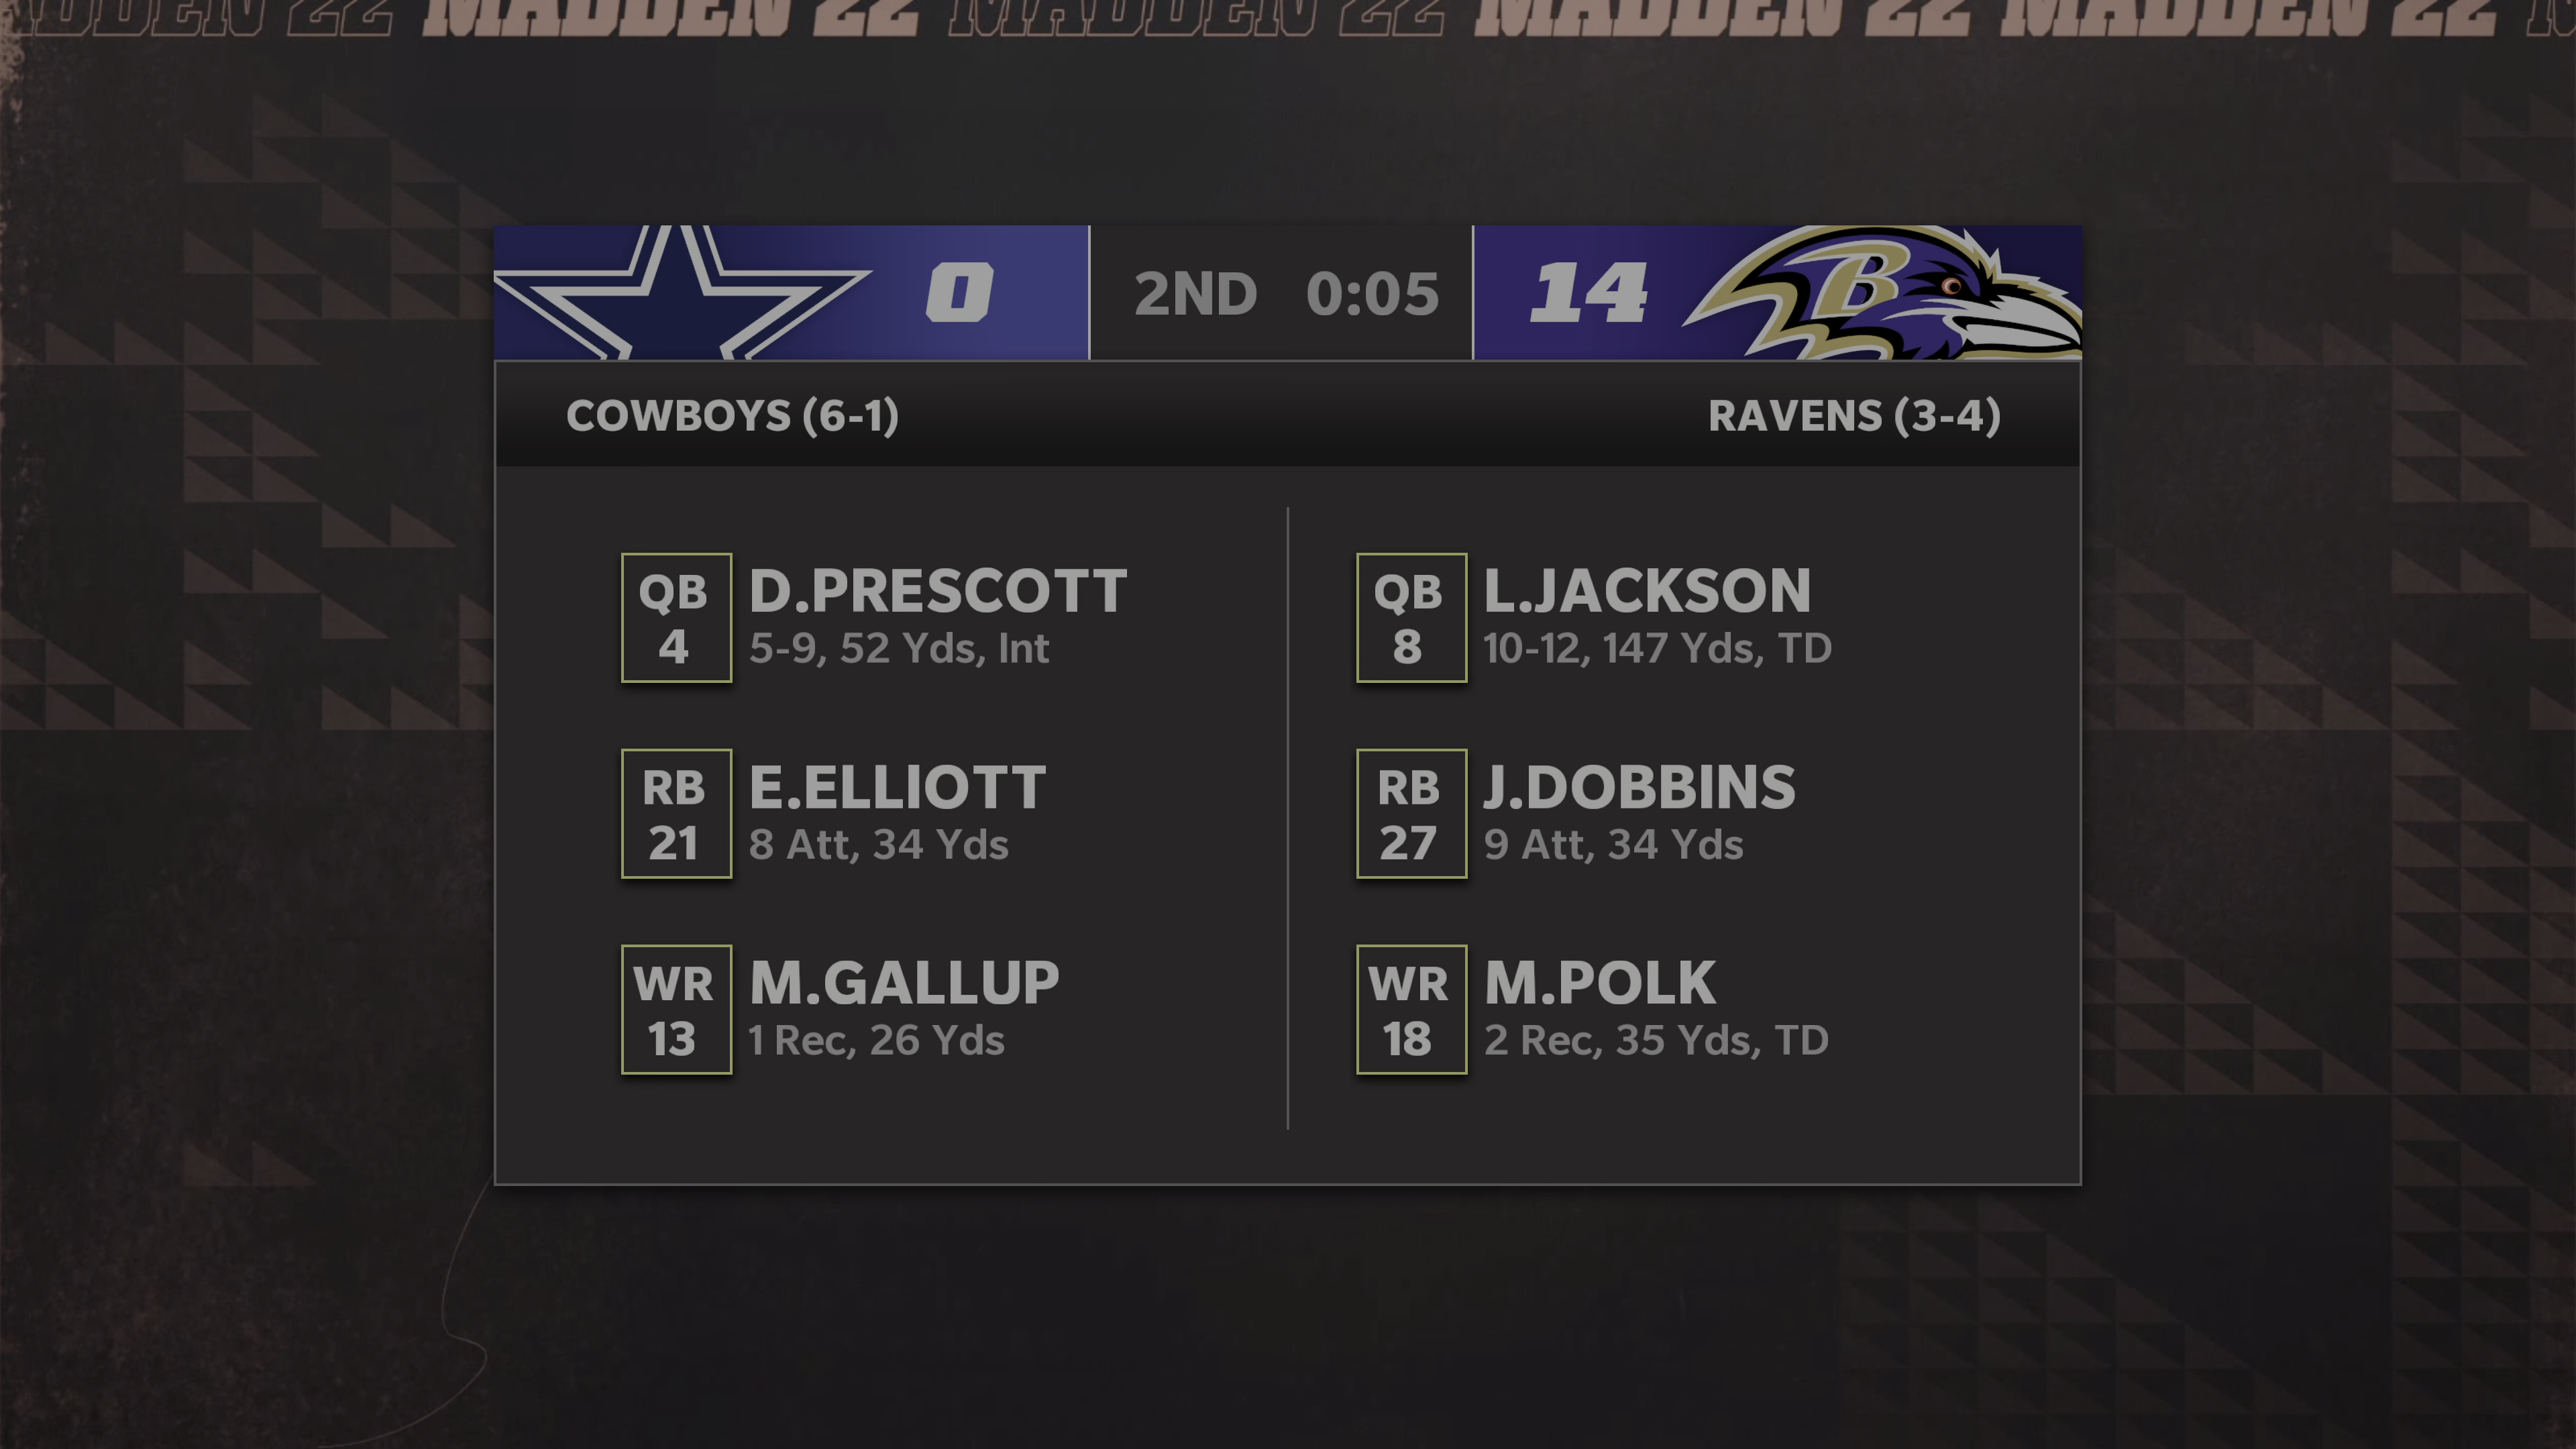 MADDEN 22 MADDEN 22 MADDEN 22 MADDEN 22
0 2ND 0:05 14 B
COWBOYS (6-1) RAVENS (3-4)
QB 4 D.PRESCOTT
5-9, 52 Yds, Int
RB 21 E.ELLIOTT
8 Att, 34 Yds
WR 13 M.GALLUP
1 Rec, 26 Yds
QB 8 L.JACKSON
10-12, 147 Yds, TD
RB 27 J.DOBBINS
9 Att, 34 Yds
WR 18 M.POLK
2 Rec, 35 Yds, TD